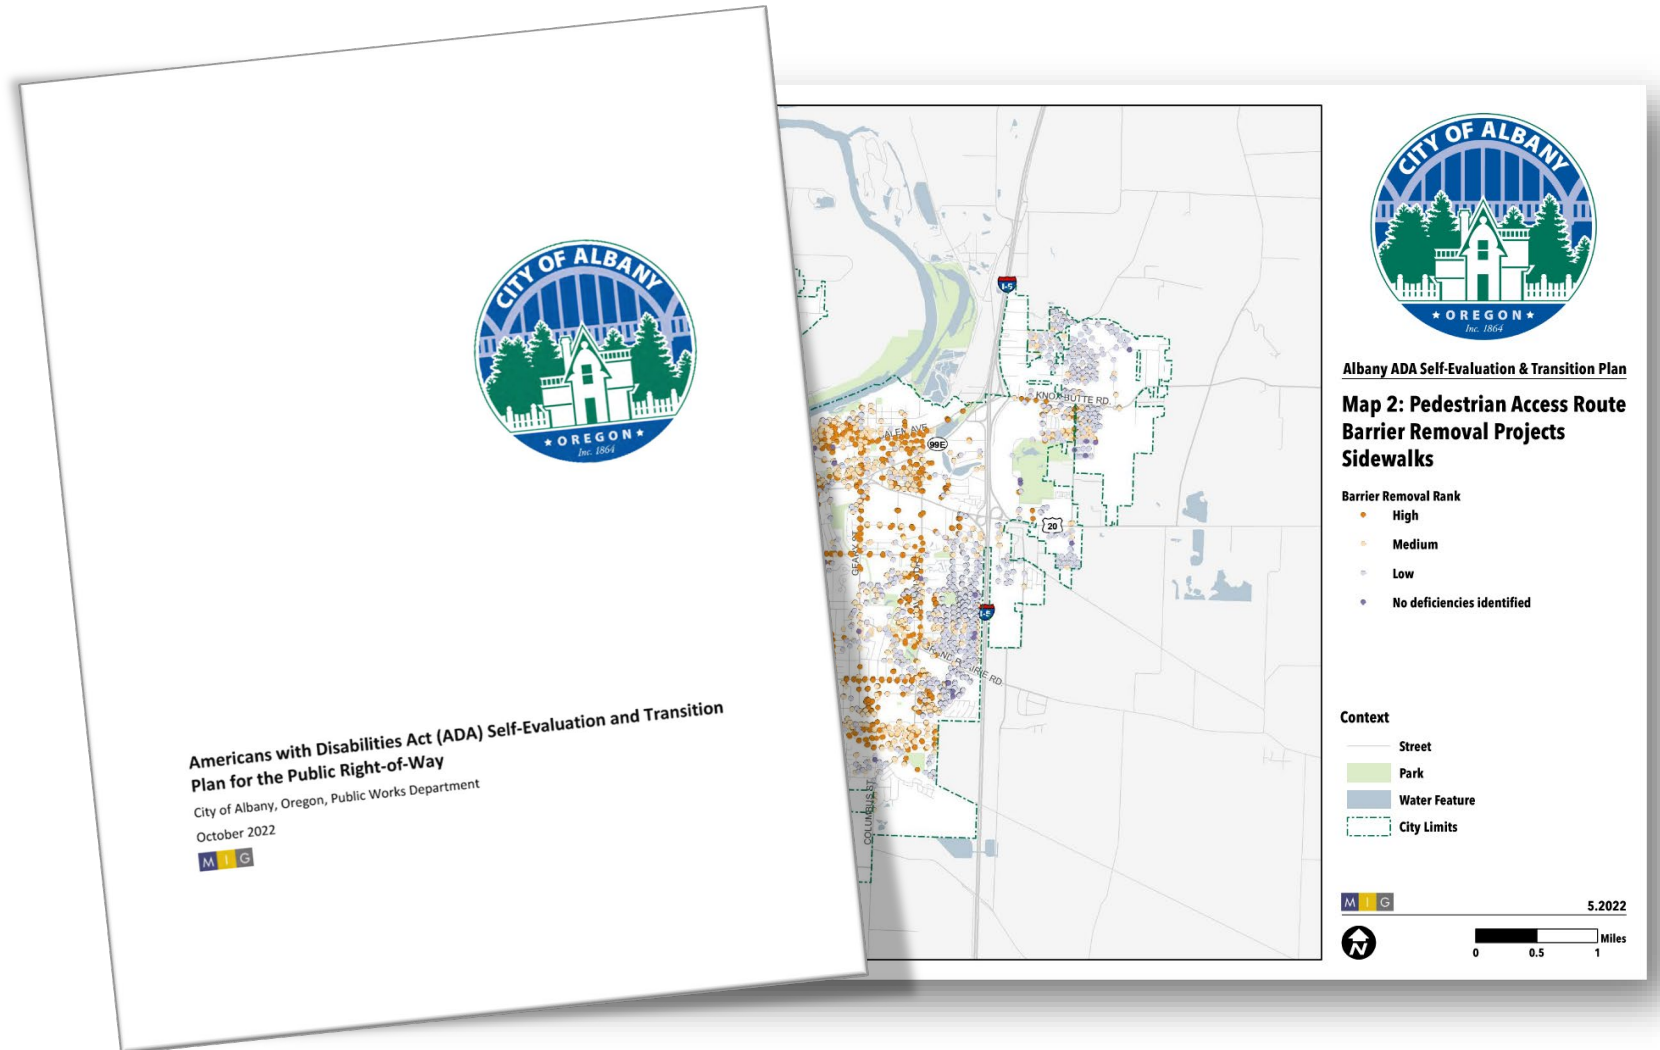 CITY OF ALBANY
★ OREGON ★
Inc. 1864
Americans with Disabilities Act (ADA) Self-Evaluation and Transition
Plan for the Public Right-of-Way
City of Albany, Oregon, Public Works Department
October 2022
M I G
I-5
KNOX BUTTE RD.
99E
20
GEARY ST
I-5
COLUMBUS ST
CITY OF ALBANY
★ OREGON ★
Inc. 1864
Albany ADA Self-Evaluation & Transition Plan
Map 2: Pedestrian Access Route
Barrier Removal Projects
Sidewalks
Barrier Removal Rank
High
Medium
Low
No deficiencies identified
Context
Street
Park
Water Feature
City Limits
M I G
5.2022
N
Miles
0 0.5 1